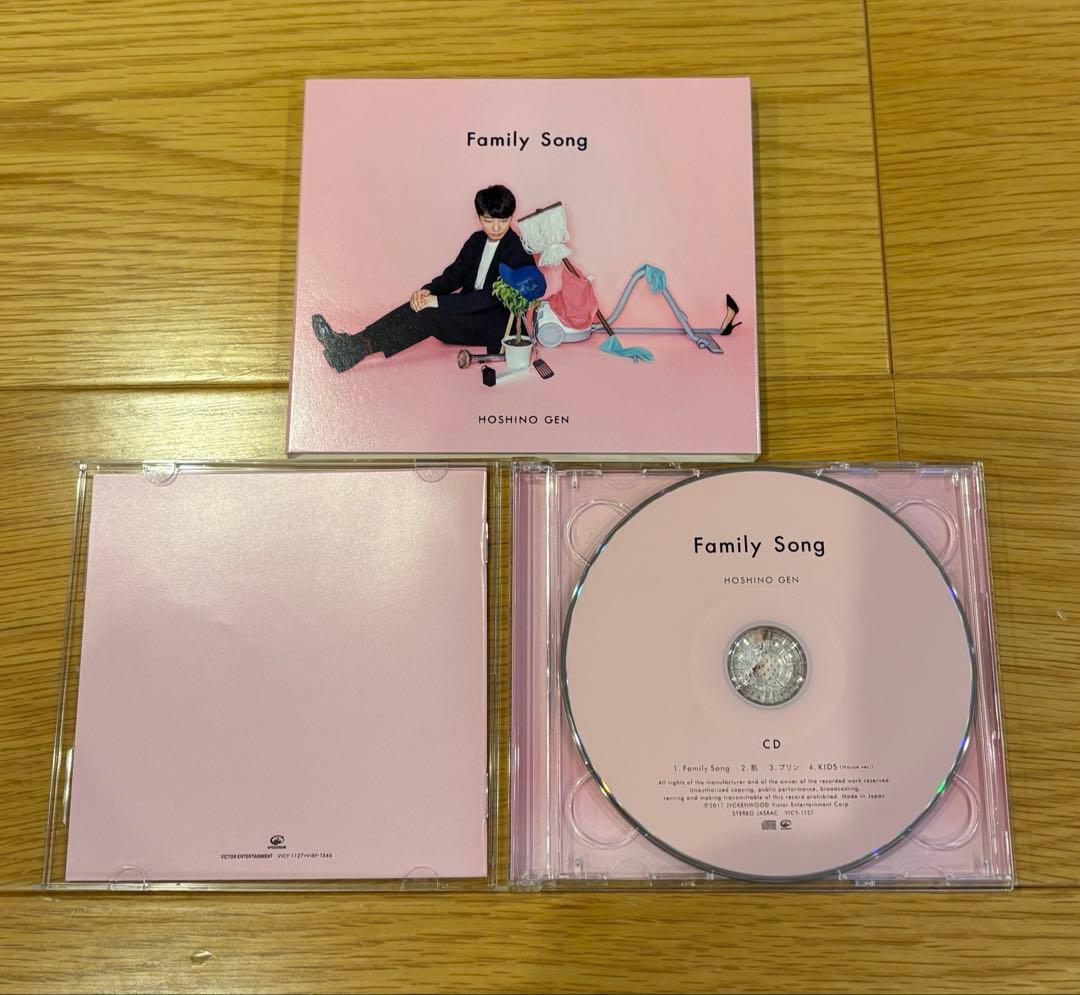 Family Song
HOSHINO GEN
VICTOR ENTERTAINMENT VICY-1127+VIBY-1346
Family Song
HOSHINO GEN
CD
1. Family Song 2. 肌 3. プリン 4. KIDS (House ver.)
All rights of the manufacturer and of the owner of the recorded work reserved.
Unauthorized copying, public performance, broadcasting,
renting and making transmittable of this record prohibited. Made in Japan.
Ⓟ2017 JVCKENWOOD Victor Entertainment Corp.
STEREO JASRAC VICY-1127